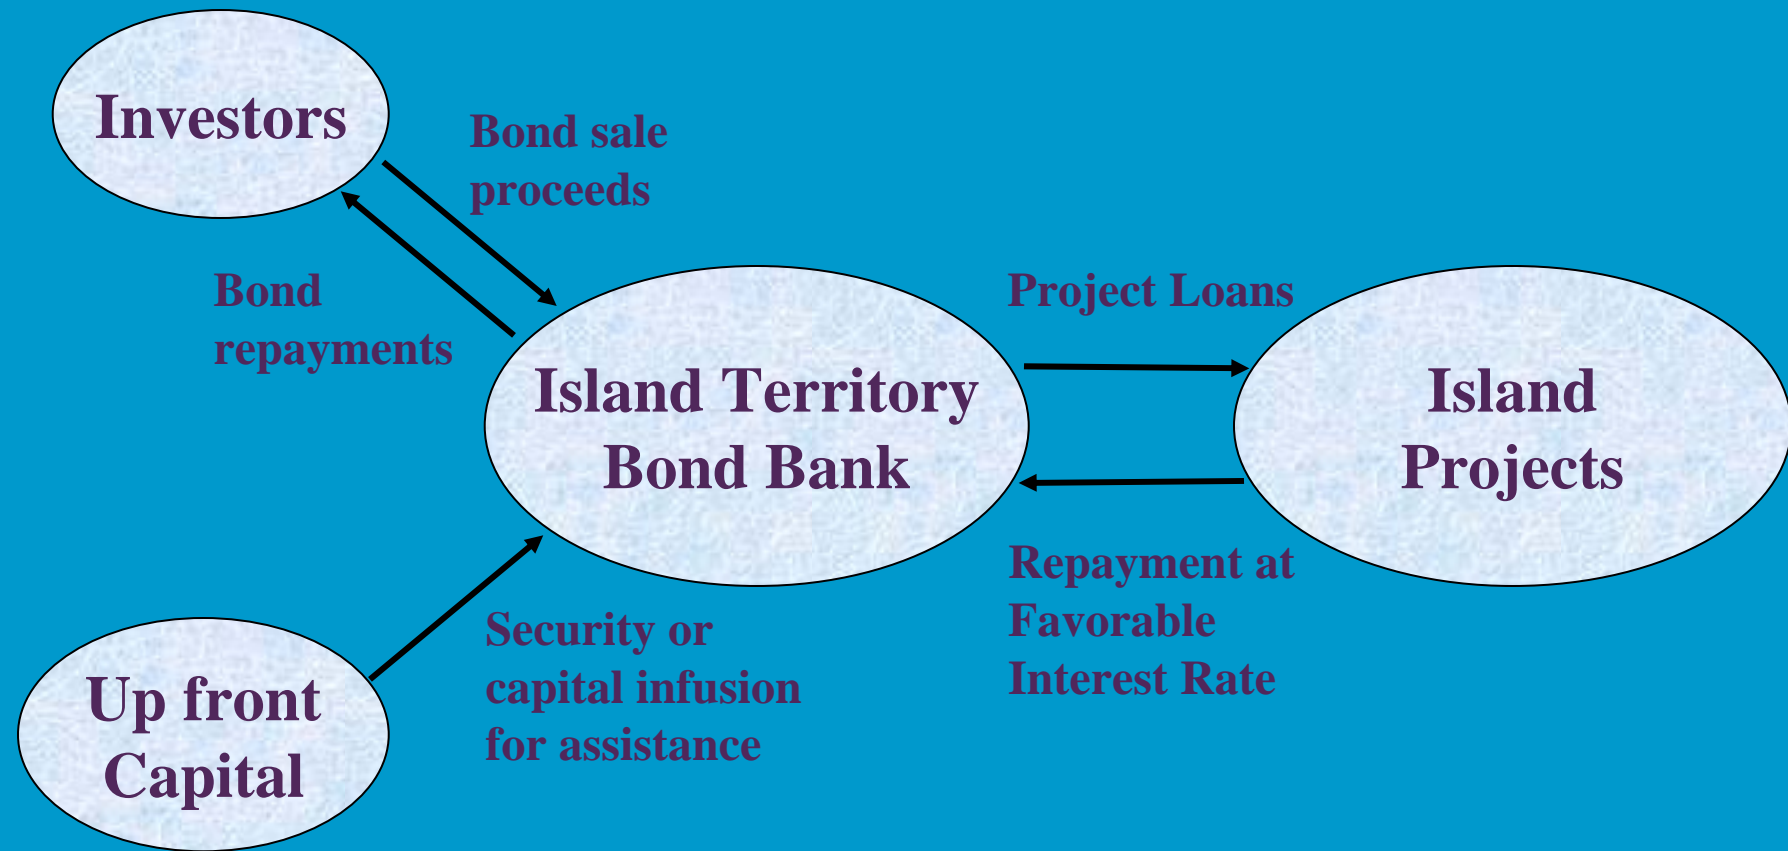 Investors
Bond sale
proceeds
Bond
repayments
Project Loans
Island Territory
Bond Bank
Island
Projects
Repayment at
Favorable
Interest Rate
Security or
capital infusion
for assistance
Up front
Capital